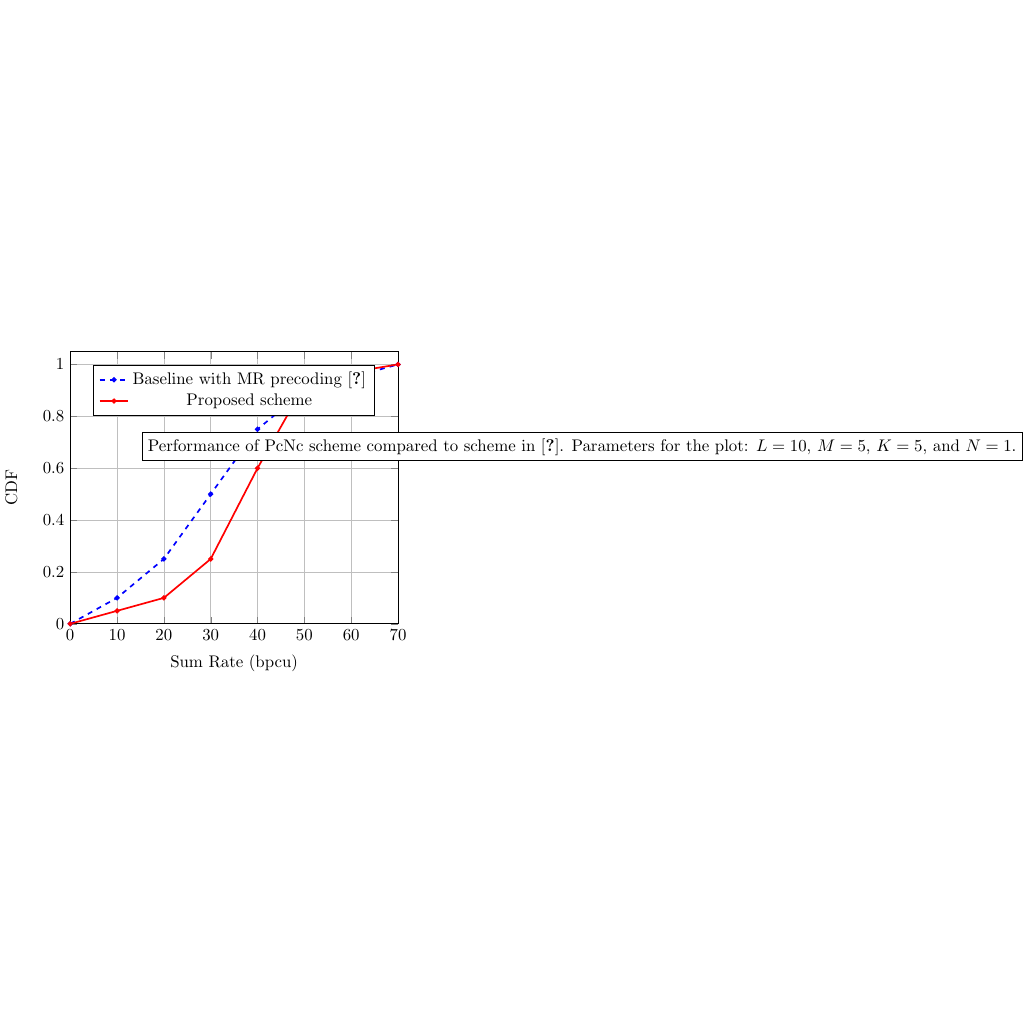 1
0.8
0.6
0.4
0.2
0
0 10 20 30 40 50 60 70
CDF
Sum Rate (bpcu)
Baseline with MR precoding [?]
Proposed scheme
Performance of PcNc scheme compared to scheme in [?]. Parameters for the plot: L = 10, M = 5, K = 5, and N = 1.